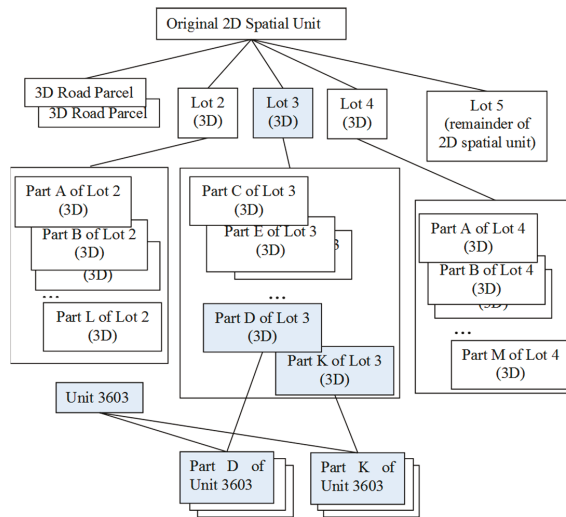 Original 2D Spatial Unit
3D Road Parcel
3D Road Parcel
Lot 2
(3D)
Lot 3
(3D)
Lot 4
(3D)
Lot 5
(remainder of
2D spatial unit)
Part A of Lot 2
(3D)
Part B of Lot 2
(3D)
(3D)
...
Part L of Lot 2
(3D)
Part C of Lot 3
(3D)
Part E of Lot 3
(3D)
3
...
Part D of Lot 3
(3D)
Part K of Lot 3
(3D)
Part A of Lot 4
(3D)
Part B of Lot 4
(3D)
(3D)
...
Part M of Lot 4
(3D)
Unit 3603
Part D of
Unit 3603
Part K of
Unit 3603